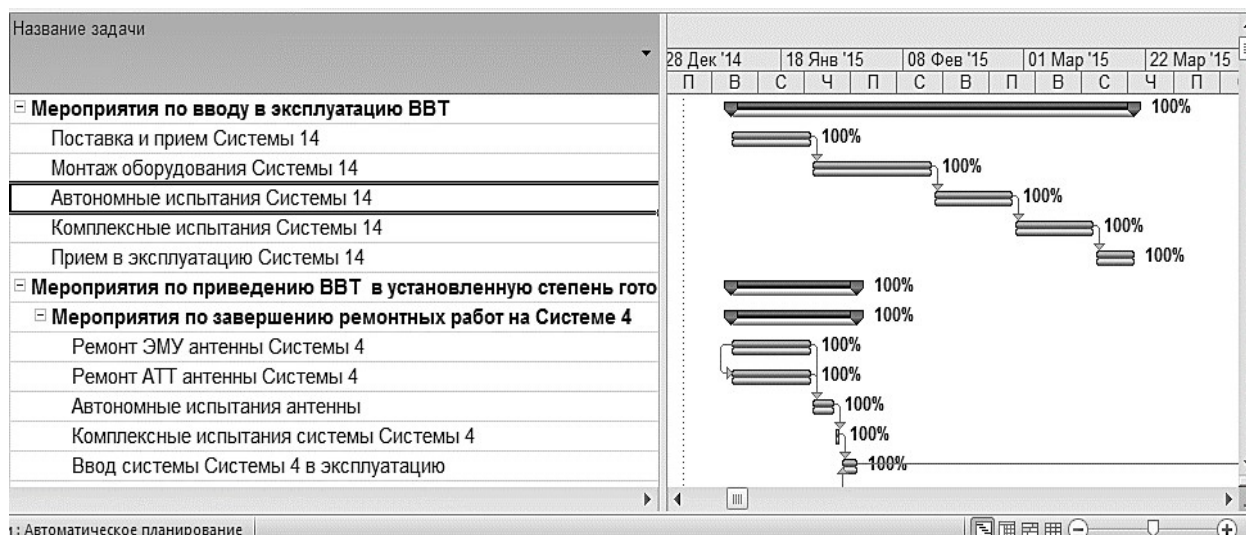 Название задачи
28 Дек '14 18 Янв '15 08 Фев '15 01 Мар '15 22 Мар '15
П В С Ч П С В П В С Ч П
Мероприятия по вводу в эксплуатацию ВВТ 100%
Поставка и прием Системы 14 100%
Монтаж оборудования Системы 14 100%
Автономные испытания Системы 14 100%
Комплексные испытания Системы 14 100%
Прием в эксплуатацию Системы 14 100%
Мероприятия по приведению ВВТ в установленную степень гото 100%
Мероприятия по завершению ремонтных работ на Системе 4 100%
Ремонт ЭМУ антенны Системы 4 100%
Ремонт АТТ антенны Системы 4 100%
Автономные испытания антенны 100%
Комплексные испытания системы Системы 4 100%
Ввод системы Системы 4 в эксплуатацию 100%
: Автоматическое планирование